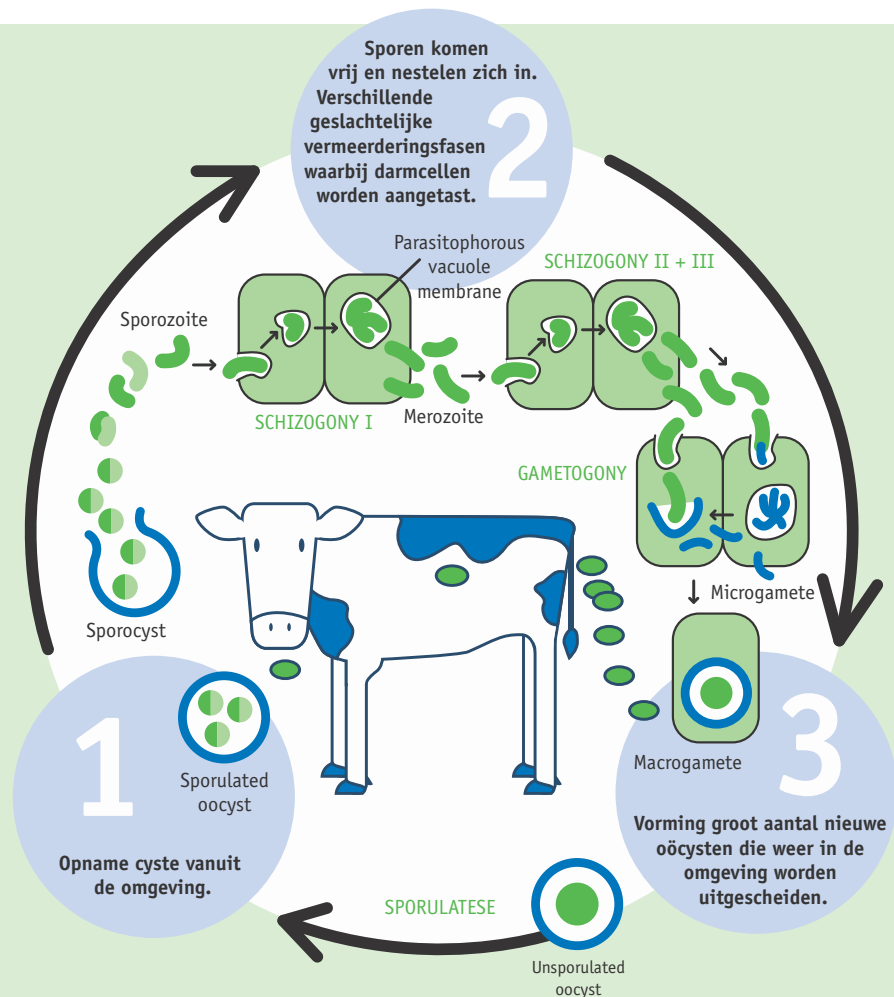 Sporen komen
vrij en nestelen zich in.
Verschillende
geslachtelijke
vermeerderingsfasen
waarbij darmcellen
worden aangetast.
2
Parasitophorous
vacuole
membrane
SCHIZOGONY II + III
Sporozoite
SCHIZOGONY I
Merozoite
GAMETOGONY
Microgamete
Sporocyst
1
Sporulated
oocyst
Opname cyste vanuit
de omgeving.
Macrogamete
3
Vorming groot aantal nieuwe
oöcysten die weer in de
omgeving worden
uitgescheiden.
SPORULATESE
Unsporulated
oocyst